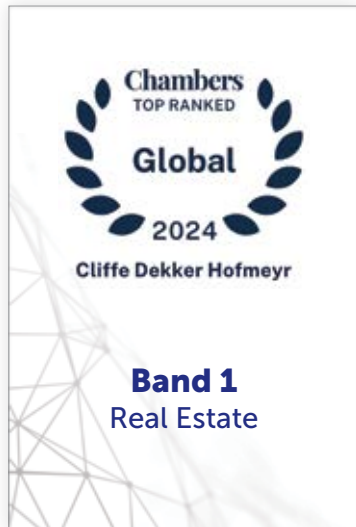 Chambers
TOP RANKED
Global
2024
Cliffe Dekker Hofmeyr
Band 1
Real Estate